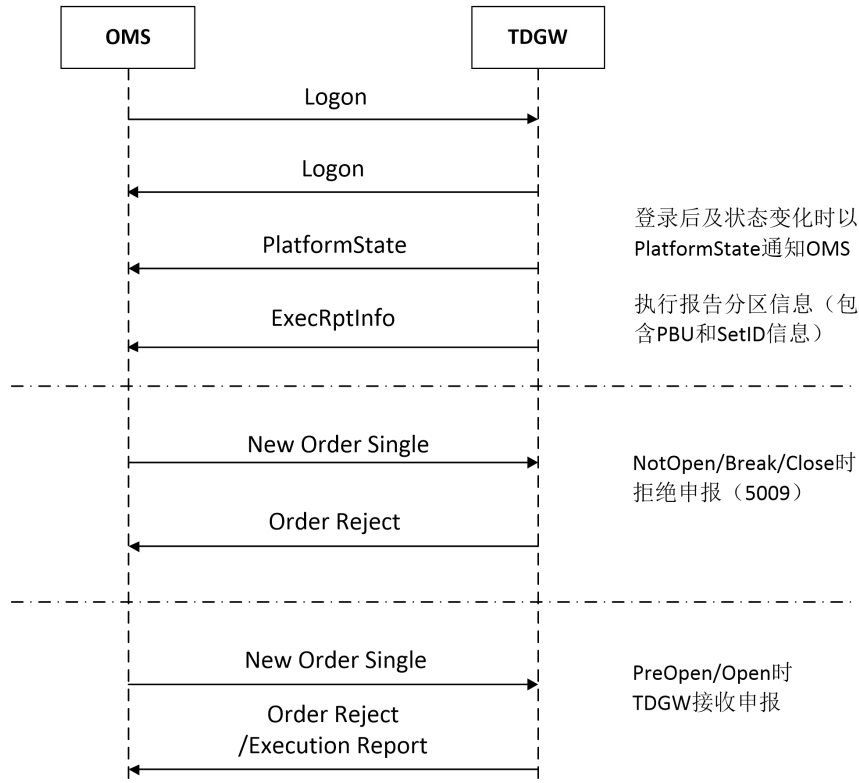 OMS
TDGW
Logon
Logon
登录后及状态变化时以
PlatformState通知OMS
PlatformState
执行报告分区信息（包
含PBU和SetID信息）
ExecRptInfo
New Order Single
NotOpen/Break/Close时
拒绝申报（5009）
Order Reject
New Order Single
PreOpen/Open时
TDGW接收申报
Order Reject
/Execution Report